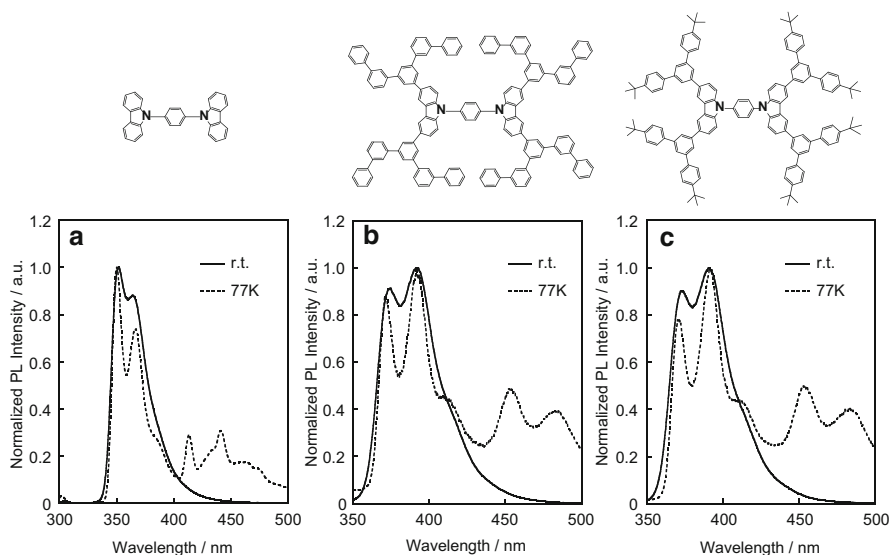 N
N
N
N
N
N
a
b
c
r.t.
77K
r.t.
77K
r.t.
77K
Normalized PL Intensity / a.u.
1.2
1.0
0.8
0.6
0.4
0.2
0
300 350 400 450 500
Wavelength / nm
Normalized PL Intensity / a.u.
1.2
1.0
0.8
0.6
0.4
0.2
0
350 400 450 500
Wavelength / nm
Normalized PL Intensity / a.u.
1.2
1.0
0.8
0.6
0.4
0.2
0
350 400 450 500
Wavelength / nm